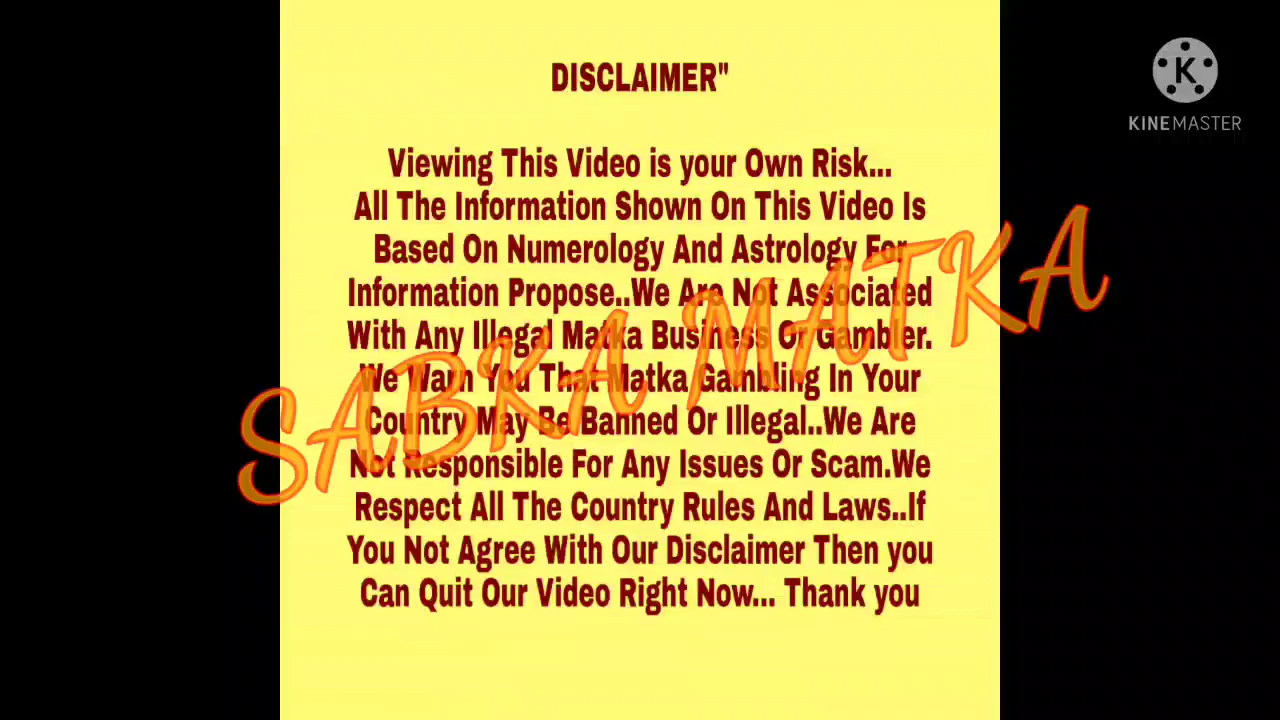 DISCLAIMER"
Viewing This Video is your Own Risk...
All The Information Shown On This Video Is
Based On Numerology And Astrology For
Information Propose..We Are Not Associated
With Any Illegal Matka Business Or Gambler.
We Warn You That Matka Gambling In Your
Country May Be Banned Or Illegal..We Are
Not Responsible For Any Issues Or Scam.We
Respect All The Country Rules And Laws..If
You Not Agree With Our Disclaimer Then you
Can Quit Our Video Right Now... Thank you
SABKA MATKA
K
KINEMASTER